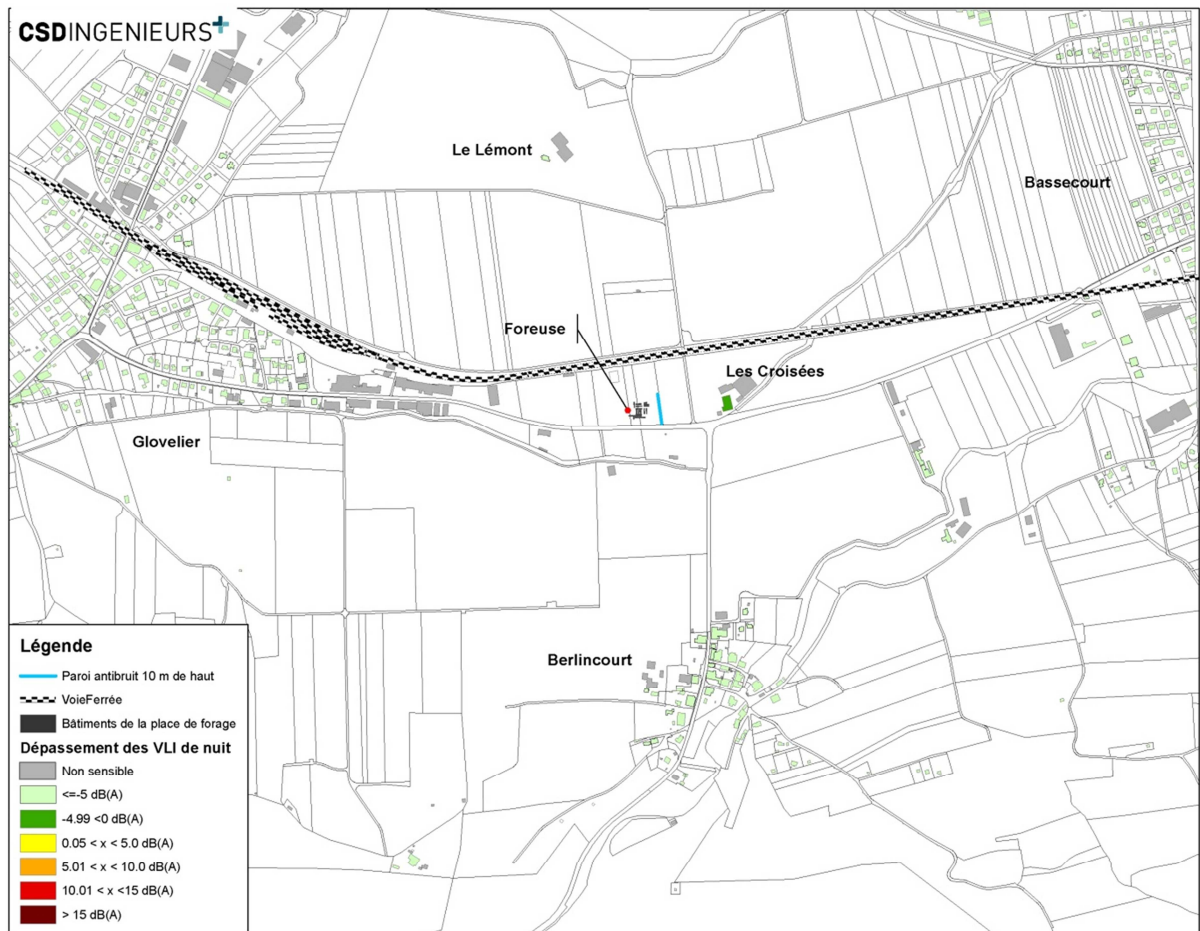 CSDINGENIEURS+
Le Lémont
Bassecourt
Foreuse
Les Croisées
Glovelier
Berlincourt
Légende
Paroi antibruit 10 m de haut
VoieFerrée
Bâtiments de la place de forage
Dépassement des VLI de nuit
Non sensible
<=-5 dB(A)
-4.99 <0 dB(A)
0.05 < x < 5.0 dB(A)
5.01 < x < 10.0 dB(A)
10.01 < x <15 dB(A)
> 15 dB(A)